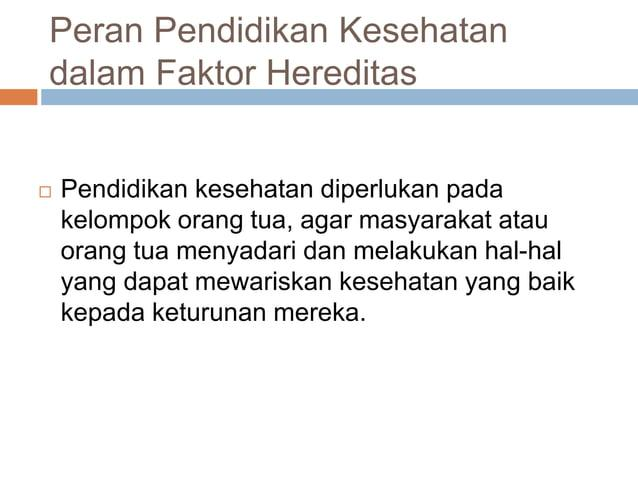 Peran Pendidikan Kesehatan
dalam Faktor Hereditas
Pendidikan kesehatan diperlukan pada
kelompok orang tua, agar masyarakat atau
orang tua menyadari dan melakukan hal-hal
yang dapat mewariskan kesehatan yang baik
kepada keturunan mereka.